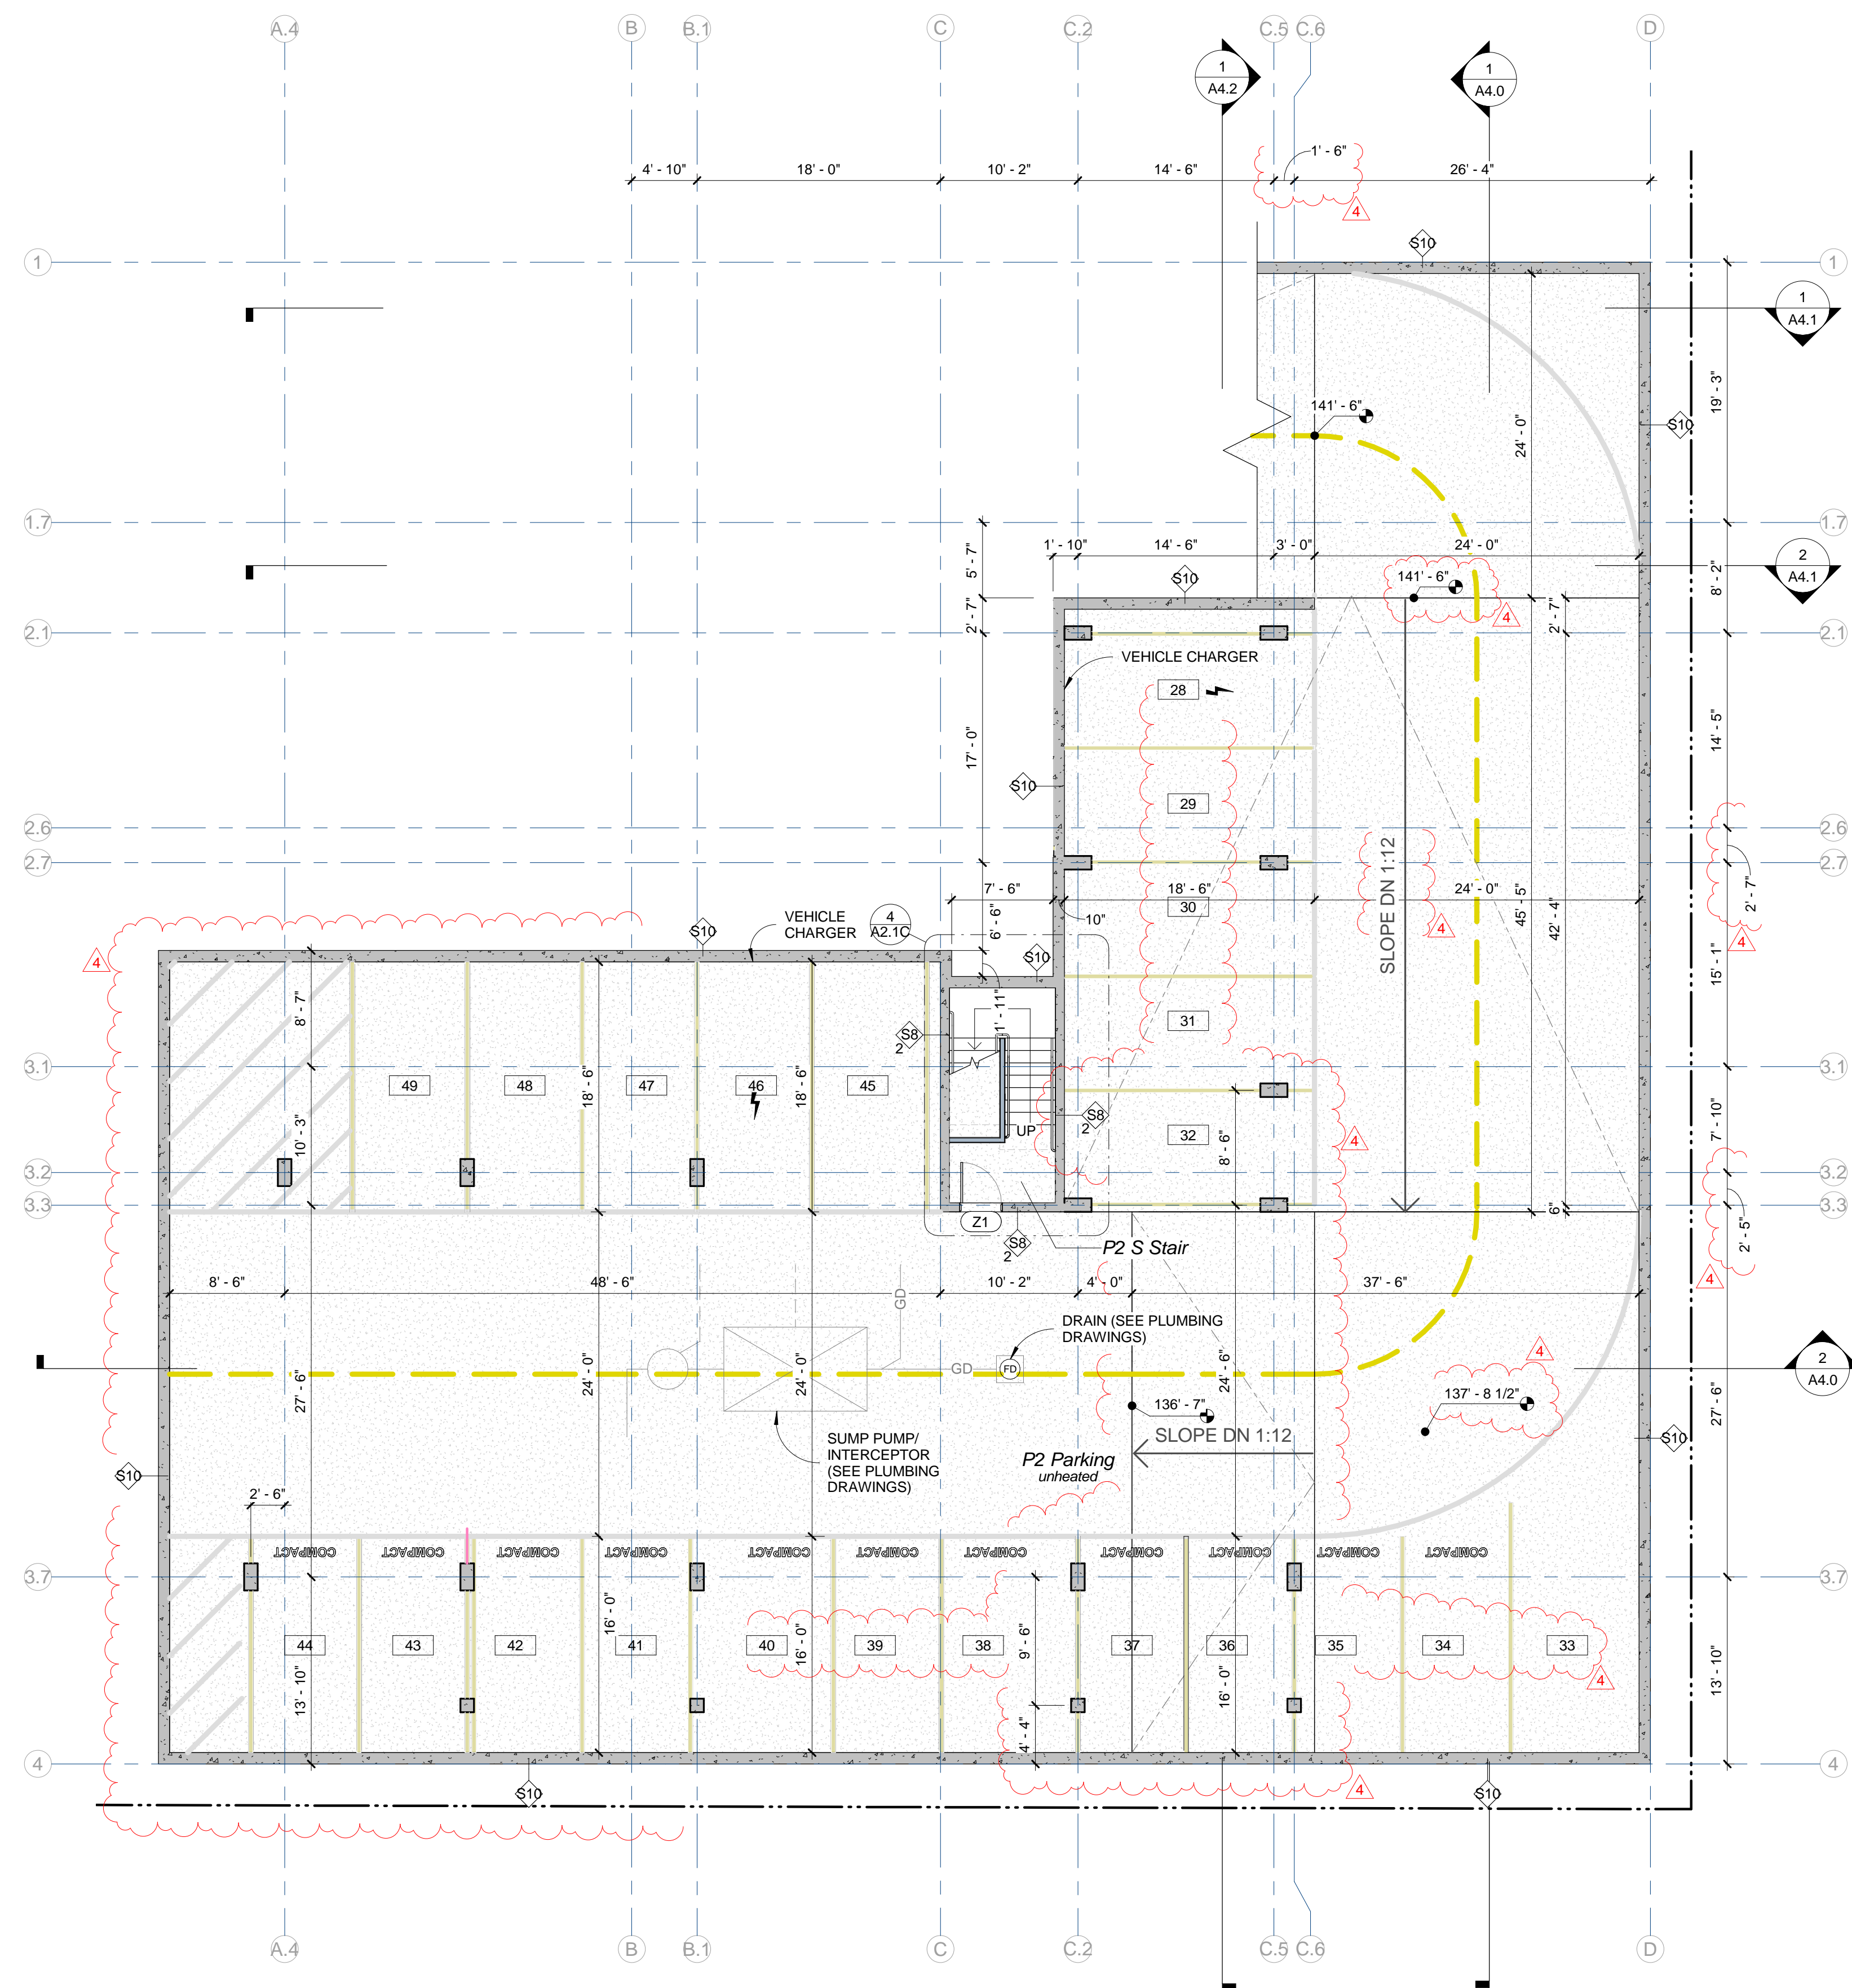 A.4 B B.1 C C.2 C.5 C.6 D
1
A4.2
1
A4.0
4' - 10" 18' - 0" 10' - 2" 14' - 6" 1' - 6" 26' - 4"
4
1 S10 1
1
A4.1
19' - 3"
141' - 6"
24' - 0"
S10
1.7 1.7
5' - 7"
1' - 10" 14' - 6" 3' - 0" 24' - 0"
2
A4.1
8' - 2"
S10
141' - 6"
4
2' - 7" 2' - 7"
2.1 2.1
VEHICLE CHARGER
28
17' - 0"
14' - 5"
S10
29
2.6 2.6
2.7 2.7
2' - 7"
4
SLOPE DN 1:12
7' - 6" 18' - 6" 24' - 0"
30
10"
45' - 5"
42' - 4"
4
6' - 6"
VEHICLE
CHARGER
4
A2.1C
S10
S10
15' - 1"
4
8' - 7"
1' - 11"
31
S8
2
3.1 3.1
49 48 47 46 45
18' - 6" 18' - 6"
10' - 3"
UP
S8
2
32
8' - 6"
4
7' - 10"
3.2 3.2
3.3 3.3
6"
Z1
S8
2
2' - 5"
4
P2 S Stair
8' - 6" 48' - 6" 10' - 2" 4' - 0" 37' - 6"
GD
DRAIN (SEE PLUMBING
DRAWINGS)
GD FD
27' - 6" 24' - 0" 24' - 0" 24' - 6" 27' - 6"
4
2
A4.0
136' - 7"
137' - 8 1/2"
SLOPE DN 1:12
SUMP PUMP/
INTERCEPTOR
(SEE PLUMBING
DRAWINGS)
P2 Parking
unheated
S10 S10
2' - 6"
COMPACT COMPACT COMPACT COMPACT COMPACT COMPACT COMPACT COMPACT COMPACT COMPACT COMPACT
3.7 3.7
44 43 42 41 40 39 38 37 36 35 34 33
13' - 10" 16' - 0" 16' - 0" 9' - 6" 16' - 0" 13' - 10"
4
4' - 4"
4 4
S10 4 S10
A.4 B B.1 C C.2 C.5 C.6 D